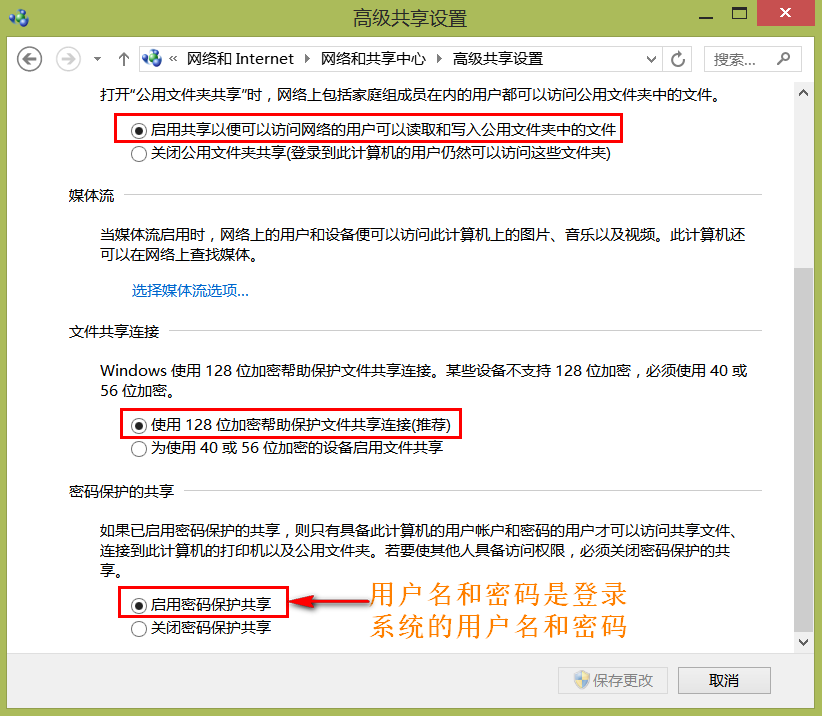 高级共享设置
« 网络和 Internet 网络和共享中心 高级共享设置 搜索...
打开“公用文件夹共享”时，网络上包括家庭组成员在内的用户都可以访问公用文件夹中的文件。
启用共享以便可以访问网络的用户可以读取和写入公用文件夹中的文件
关闭公用文件夹共享(登录到此计算机的用户仍然可以访问这些文件夹)
媒体流
当媒体流启用时，网络上的用户和设备便可以访问此计算机上的图片、音乐以及视频。此计算机还
可以在网络上查找媒体。
选择媒体流选项...
文件共享连接
Windows 使用 128 位加密帮助保护文件共享连接。某些设备不支持 128 位加密，必须使用 40 或
56 位加密。
使用 128 位加密帮助保护文件共享连接(推荐)
为使用 40 或 56 位加密的设备启用文件共享
密码保护的共享
如果已启用密码保护的共享，则只有具备此计算机的用户帐户和密码的用户才可以访问共享文件、
连接到此计算机的打印机以及公用文件夹。若要使其他人具备访问权限，必须关闭密码保护的共
享。
启用密码保护共享
关闭密码保护共享
用户名和密码是登录
系统的用户名和密码
保存更改 取消